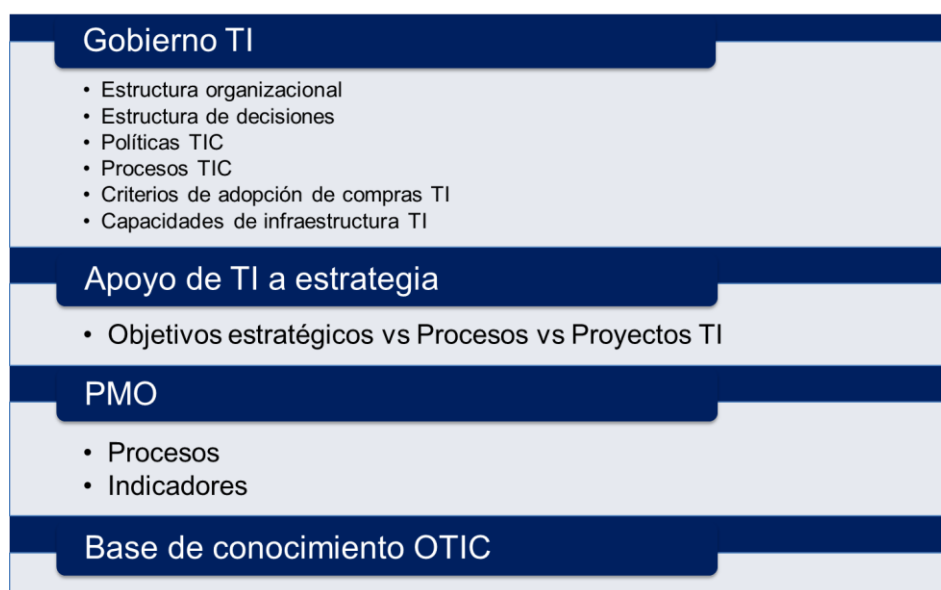 Gobierno TI
• Estructura organizacional
• Estructura de decisiones
• Políticas TIC
• Procesos TIC
• Criterios de adopción de compras TI
• Capacidades de infraestructura TI
Apoyo de TI a estrategia
• Objetivos estratégicos vs Procesos vs Proyectos TI
PMO
• Procesos
• Indicadores
Base de conocimiento OTIC